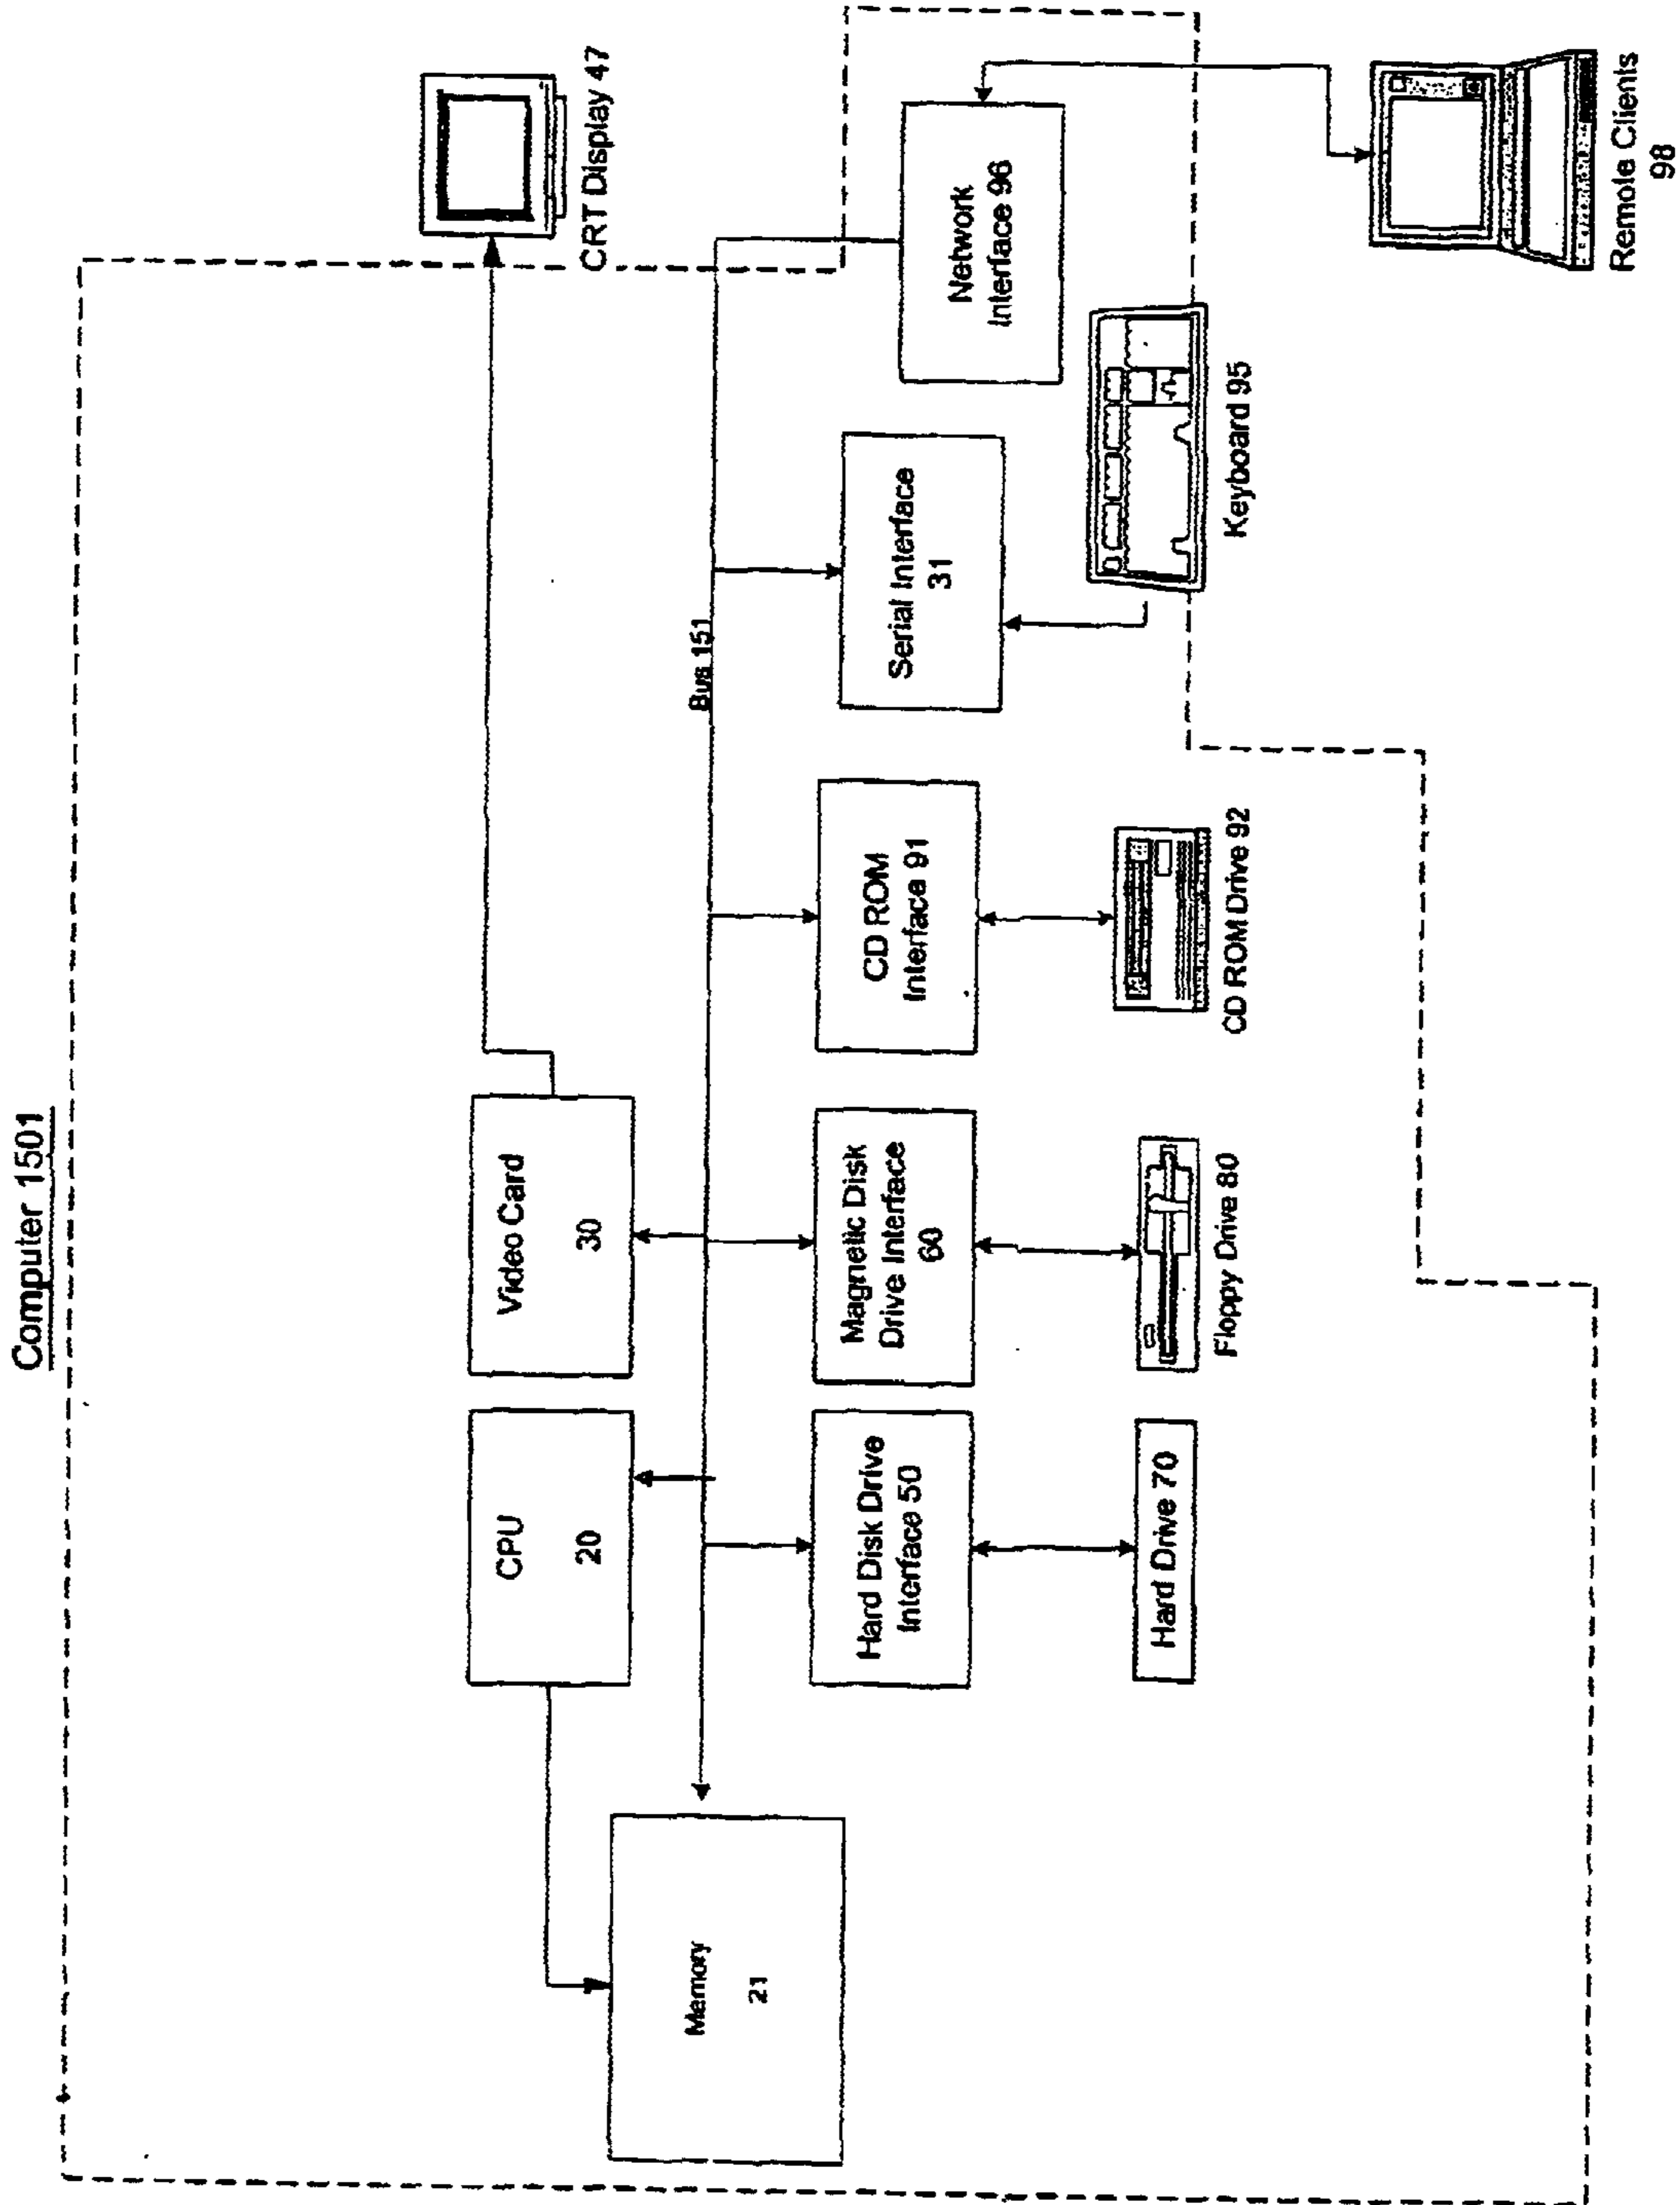 Computer 1501
CPU
20
Video Card
30
CRT Display 47
Memory
21
Bus 151
Hard Disk Drive
Interface 50
Magnetic Disk
Drive Interface
60
CD ROM
Interface 91
Serial Interface
31
Network
Interface 96
Hard Drive 70
Floppy Drive 80
CD ROM Drive 92
Keyboard 95
Remote Clients
98